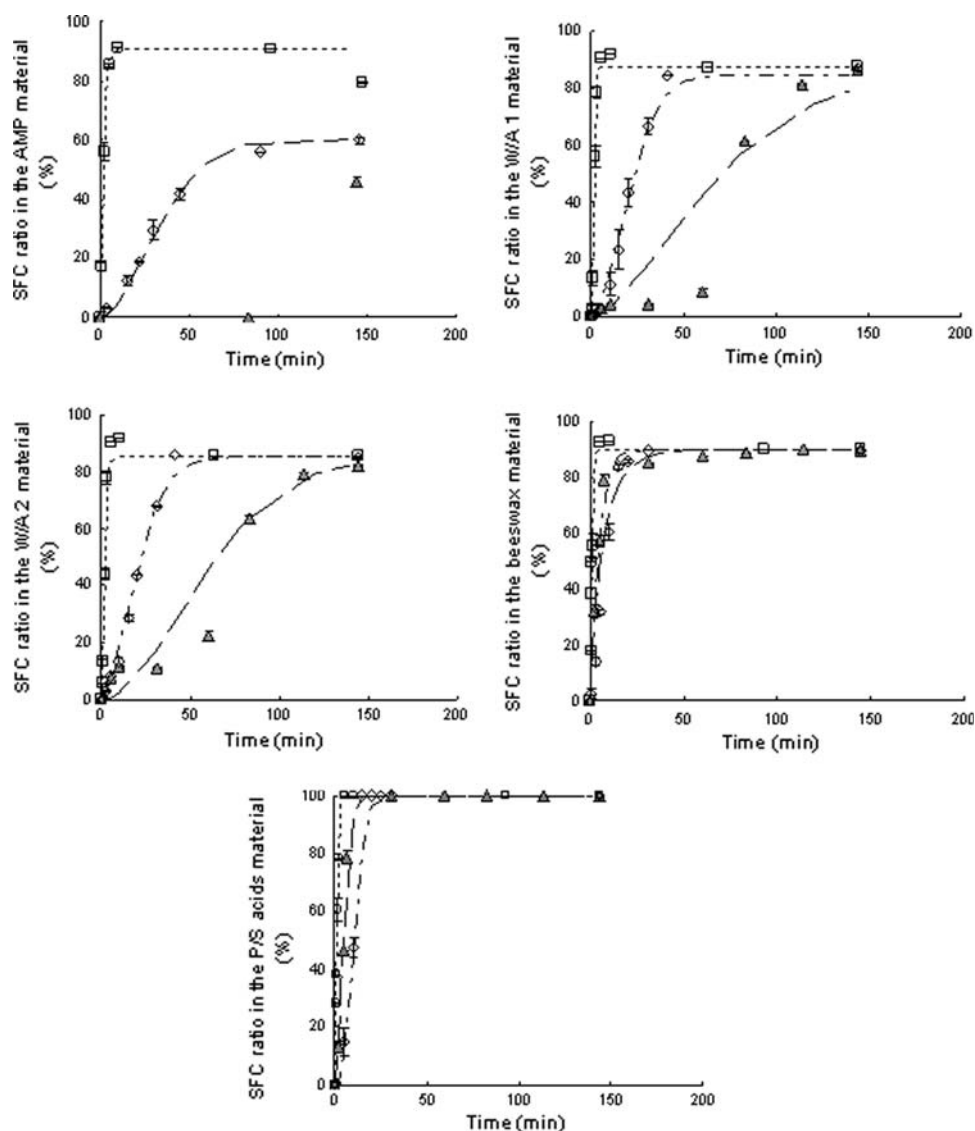 SFC ratio in the AMP material
(%)
100
80
60
40
20
0
0 50 100 150 200
Time (min)
SFC ratio in the W/A 1 material
(%)
100
80
60
40
20
0
0 50 100 150 200
Time (min)
SFC ratio in the W/A 2 material
(%)
100
80
60
40
20
0
0 50 100 150 200
Time (min)
SFC ratio in the beeswax material
(%)
100
80
60
40
20
0
0 50 100 150 200
Time (min)
SFC ratio in the P/S acids material
(%)
100
80
60
40
20
0
0 50 100 150 200
Time (min)